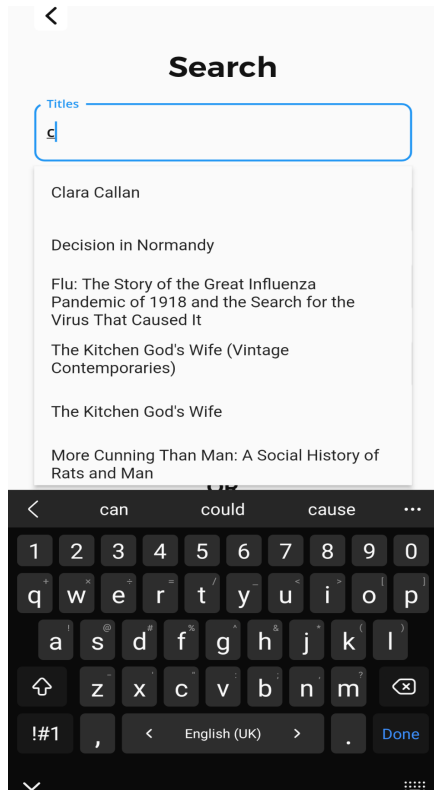 Search
Titles
c
Clara Callan
Decision in Normandy
Flu: The Story of the Great Influenza
Pandemic of 1918 and the Search for the
Virus That Caused It
The Kitchen God's Wife (Vintage
Contemporaries)
The Kitchen God's Wife
More Cunning Than Man: A Social History of
Rats and Man
OR
can could cause
1 2 3 4 5 6 7 8 9 0
+ × ÷ = / _ < > [ ]
q w e r t y u i o p
! @ # % ^ & * ( )
a s d f g h j k l
- ' " : ; , ?
z x c v b n m
!#1 , English (UK) . Done